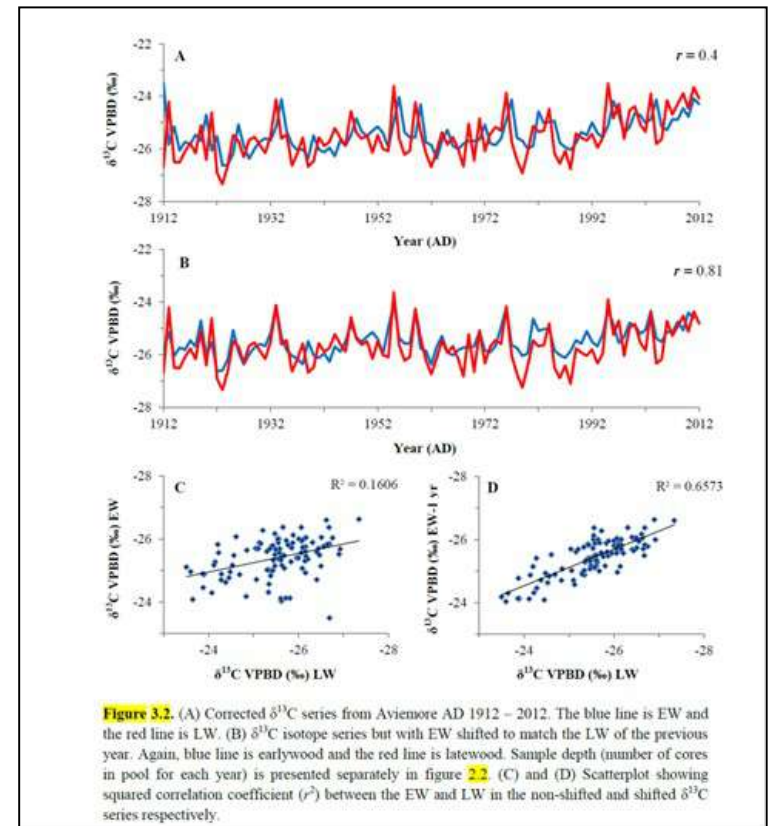 -22
A
r = 0.4
-24
-26
-28
δ¹³C VPBD (‰)
1912 1932 1952 1972 1992 2012
Year (AD)
-22
B
r = 0.81
-24
-26
-28
δ¹³C VPBD (‰)
1912 1932 1952 1972 1992 2012
Year (AD)
-28
C
R² = 0.1606
-26
-24
δ¹³C VPBD (‰) EW
-24 -26 -28
δ¹³C VPBD (‰) LW
-28
D
R² = 0.6573
-26
-24
δ¹³C VPBD (‰) EW-1 yr
-24 -26 -28
δ¹³C VPBD (‰) LW
Figure 3.2. (A) Corrected δ¹³C series from Aviemore AD 1912 – 2012. The blue line is EW and
the red line is LW. (B) δ¹³C isotope series but with EW shifted to match the LW of the previous
year. Again, blue line is earlywood and the red line is latewood. Sample depth (number of cores
in pool for each year) is presented separately in figure 2.2. (C) and (D) Scatterplot showing
squared correlation coefficient (r²) between the EW and LW in the non-shifted and shifted δ¹³C
series respectively.